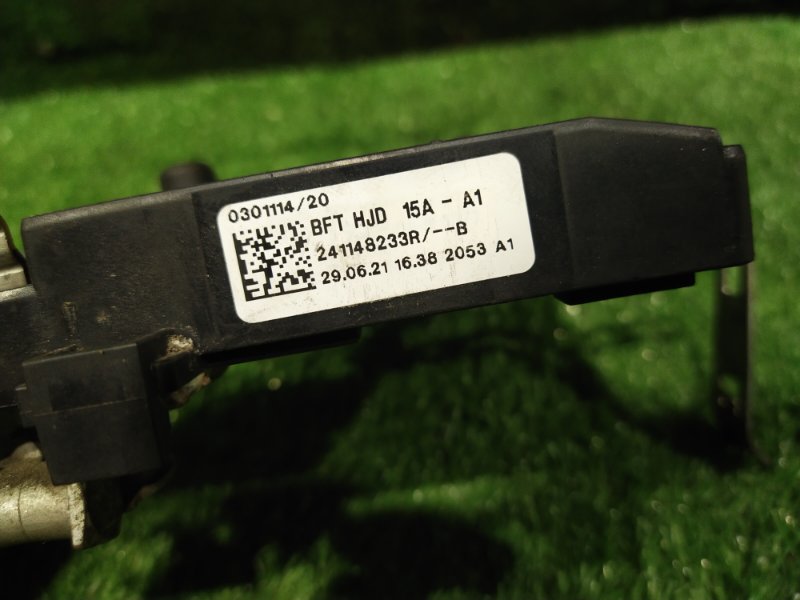 0301114/20
BFT HJD 15A - A1
241148233R/--B
29.06.21 16.38 2053 A1